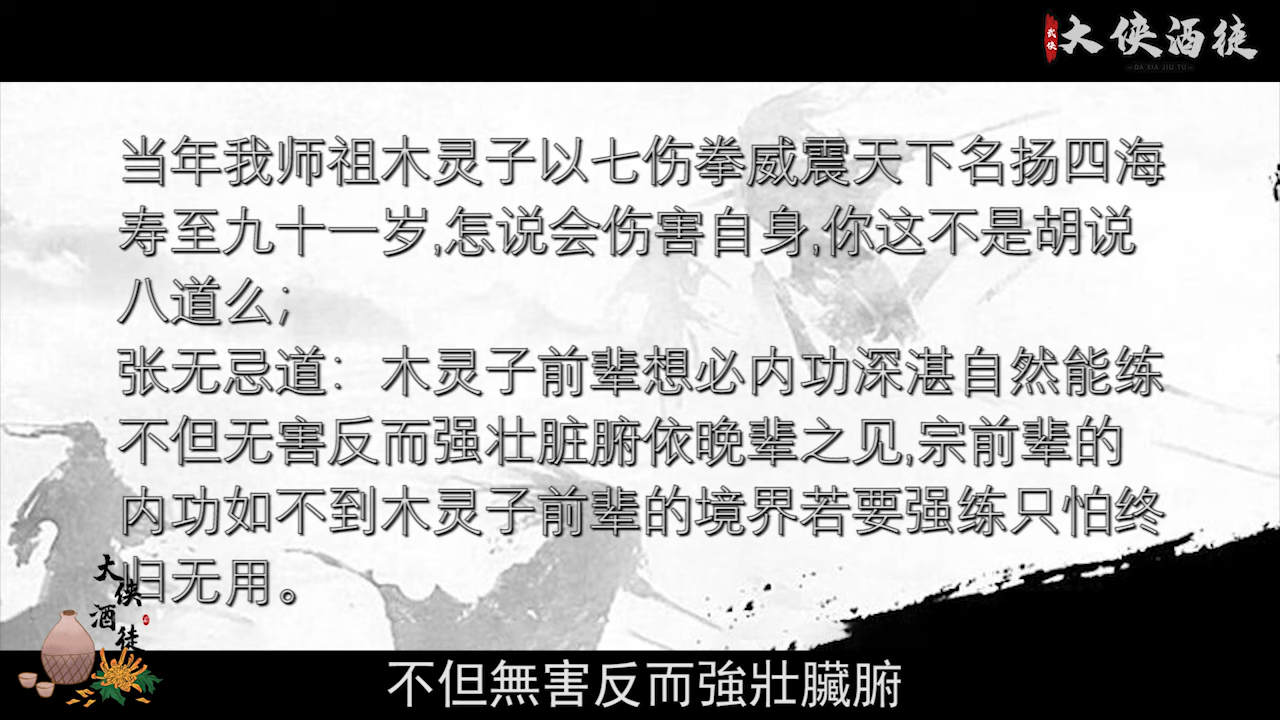 武侠
大侠酒徒
—DA XIA JIU TU—
当年我师祖木灵子以七伤拳威震天下名扬四海
寿至九十一岁,怎说会伤害自身,你这不是胡说
八道么；
张无忌道：木灵子前辈想必内功深湛自然能练
不但无害反而强壮脏腑依晚辈之见,宗前辈的
内功如不到木灵子前辈的境界若要强练只怕终
归无用。
大侠
酒徒
不但無害反而強壯臟腑